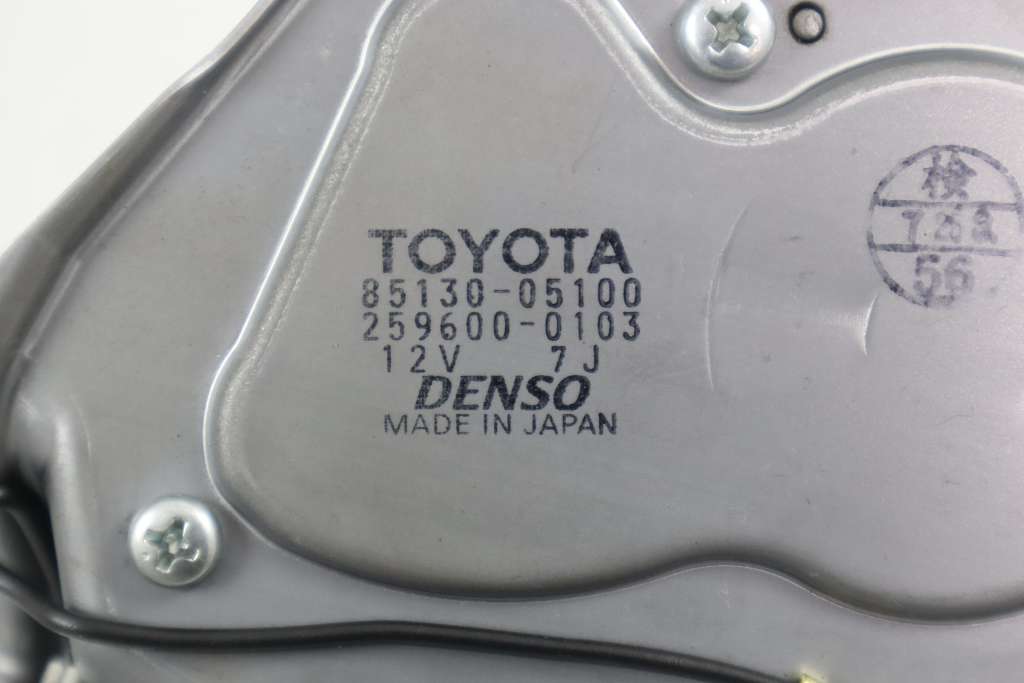 TOYOTA
85130-05100
259600-0103
12V 7J
DENSO
MADE IN JAPAN
検
56